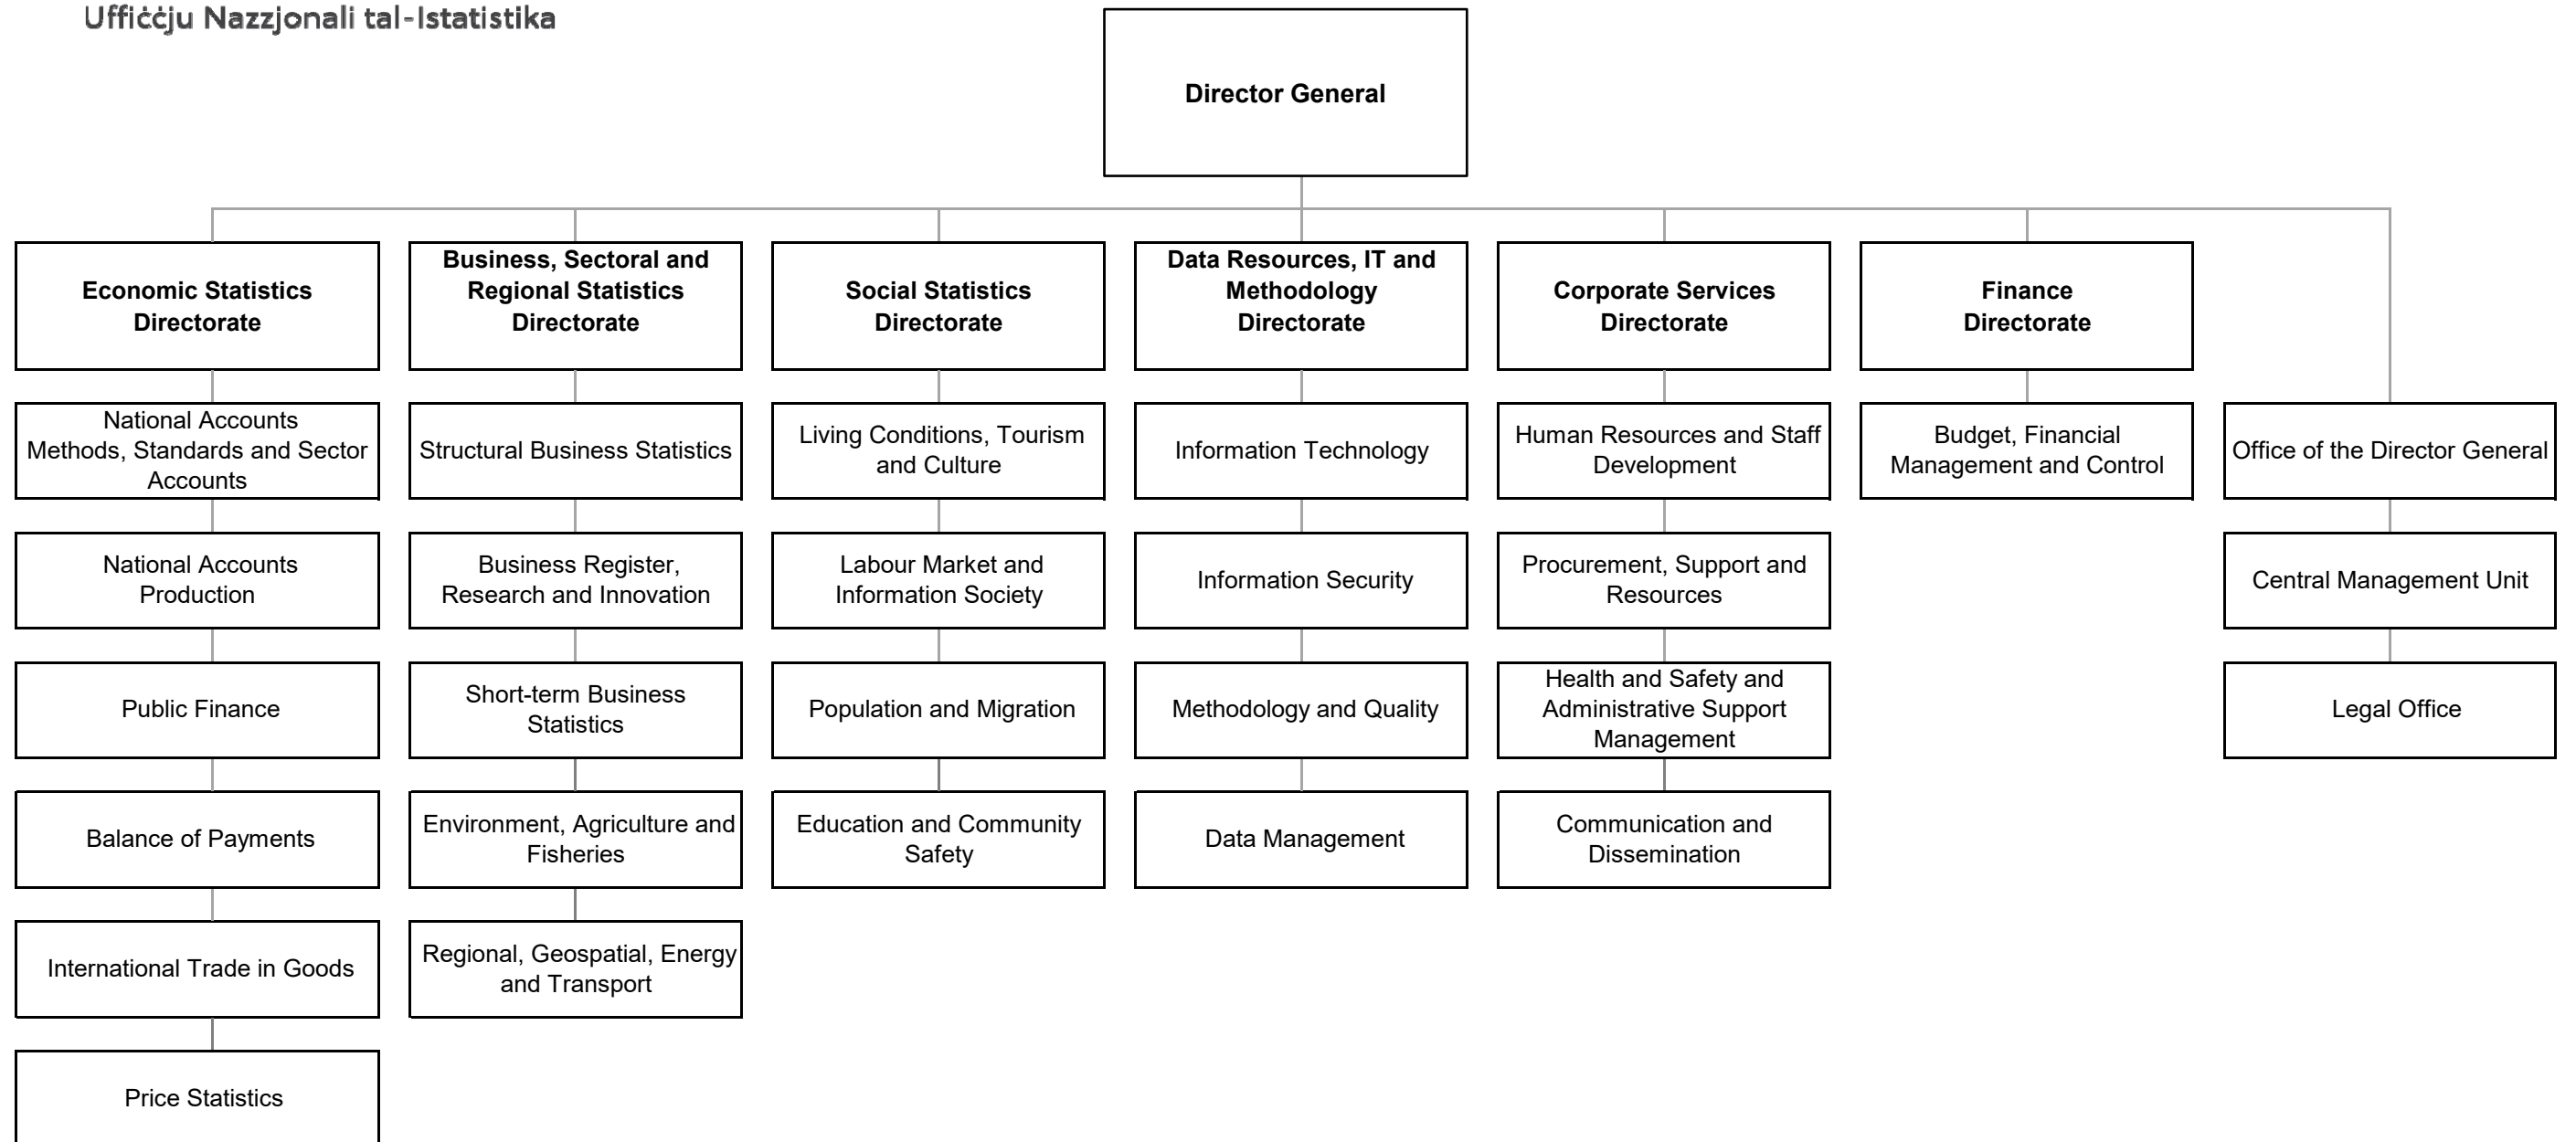 Uffiċċju Nazzjonali tal-Istatistika
Director General
Economic Statistics
Directorate
Business, Sectoral and
Regional Statistics
Directorate
Social Statistics
Directorate
Data Resources, IT and
Methodology
Directorate
Corporate Services
Directorate
Finance
Directorate
National Accounts
Methods, Standards and Sector
Accounts
Structural Business Statistics
Living Conditions, Tourism
and Culture
Information Technology
Human Resources and Staff
Development
Budget, Financial
Management and Control
Office of the Director General
National Accounts
Production
Business Register,
Research and Innovation
Labour Market and
Information Society
Information Security
Procurement, Support and
Resources
Central Management Unit
Public Finance
Short-term Business
Statistics
Population and Migration
Methodology and Quality
Health and Safety and
Administrative Support
Management
Legal Office
Balance of Payments
Environment, Agriculture and
Fisheries
Education and Community
Safety
Data Management
Communication and
Dissemination
International Trade in Goods
Regional, Geospatial, Energy
and Transport
Price Statistics